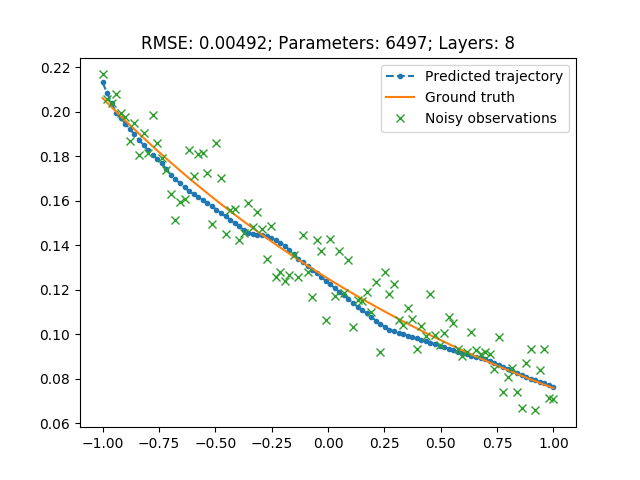 RMSE: 0.00492; Parameters: 6497; Layers: 8
Predicted trajectory
Ground truth
Noisy observations
0.22
0.20
0.18
0.16
0.14
0.12
0.10
0.08
0.06
−1.00 −0.75 −0.50 −0.25 0.00 0.25 0.50 0.75 1.00